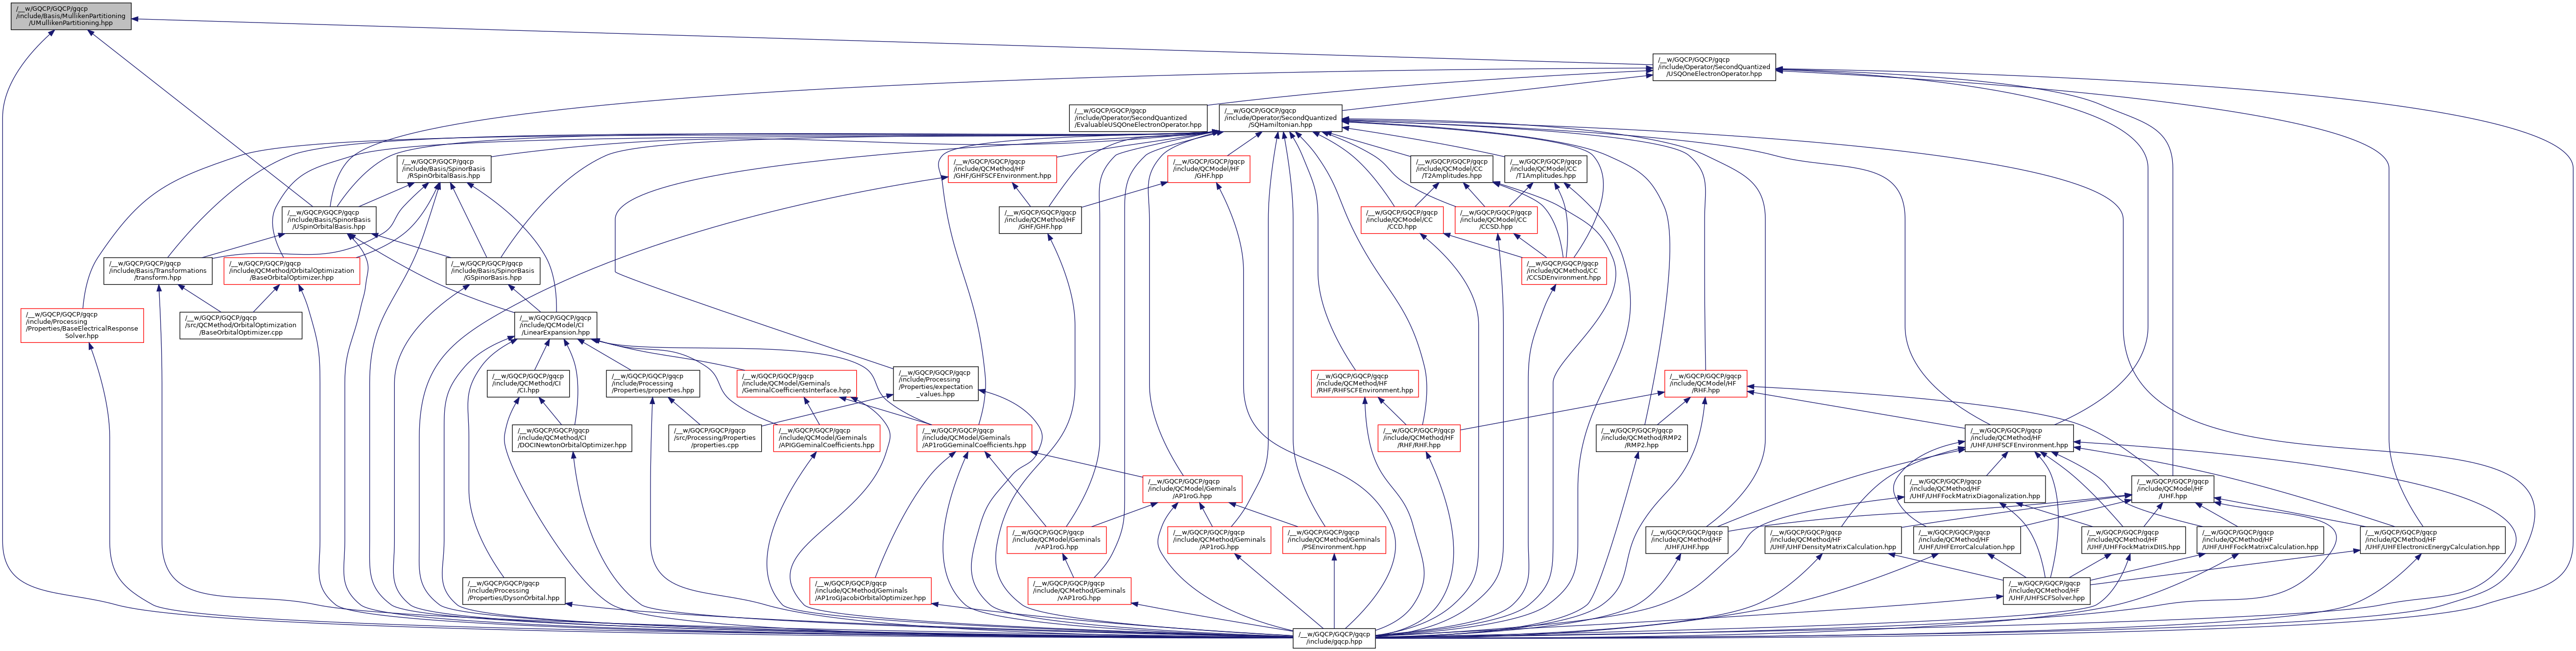 /__w/GQCP/GQCP/gqcp
/include/Basis/MullikenPartitioning
/UMullikenPartitioning.hpp
/__w/GQCP/GQCP/gqcp
/include/Operator/SecondQuantized
/USQOneElectronOperator.hpp
/__w/GQCP/GQCP/gqcp
/include/Operator/SecondQuantized
/EvaluableUSQOneElectronOperator.hpp
/__w/GQCP/GQCP/gqcp
/include/Operator/SecondQuantized
/SQHamiltonian.hpp
/__w/GQCP/GQCP/gqcp
/include/Basis/SpinorBasis
/RSpinOrbitalBasis.hpp
/__w/GQCP/GQCP/gqcp
/include/QCMethod/HF
/GHF/GHFSCFEnvironment.hpp
/__w/GQCP/GQCP/gqcp
/include/QCModel/HF
/GHF.hpp
/__w/GQCP/GQCP/gqcp
/include/QCModel/CC
/T2Amplitudes.hpp
/__w/GQCP/GQCP/gqcp
/include/QCModel/CC
/T1Amplitudes.hpp
/__w/GQCP/GQCP/gqcp
/include/Basis/SpinorBasis
/USpinOrbitalBasis.hpp
/__w/GQCP/GQCP/gqcp
/include/QCMethod/HF
/GHF/GHF.hpp
/__w/GQCP/GQCP/gqcp
/include/QCModel/CC
/CCD.hpp
/__w/GQCP/GQCP/gqcp
/include/QCModel/CC
/CCSD.hpp
/__w/GQCP/GQCP/gqcp
/include/Basis/Transformations
/transform.hpp
/__w/GQCP/GQCP/gqcp
/include/QCMethod/OrbitalOptimization
/BaseOrbitalOptimizer.hpp
/__w/GQCP/GQCP/gqcp
/include/Basis/SpinorBasis
/GSpinorBasis.hpp
/__w/GQCP/GQCP/gqcp
/include/QCMethod/CC
/CCSDEnvironment.hpp
/__w/GQCP/GQCP/gqcp
/include/Processing
/Properties/BaseElectricalResponse
Solver.hpp
/__w/GQCP/GQCP/gqcp
/src/QCMethod/OrbitalOptimization
/BaseOrbitalOptimizer.cpp
/__w/GQCP/GQCP/gqcp
/include/QCModel/CI
/LinearExpansion.hpp
/__w/GQCP/GQCP/gqcp
/include/QCMethod/CI
/CI.hpp
/__w/GQCP/GQCP/gqcp
/include/Processing
/Properties/properties.hpp
/__w/GQCP/GQCP/gqcp
/include/QCModel/Geminals
/GeminalCoefficientsInterface.hpp
/__w/GQCP/GQCP/gqcp
/include/Processing
/Properties/expectation
_values.hpp
/__w/GQCP/GQCP/gqcp
/include/QCMethod/HF
/RHF/RHFSCFEnvironment.hpp
/__w/GQCP/GQCP/gqcp
/include/QCModel/HF
/RHF.hpp
/__w/GQCP/GQCP/gqcp
/include/QCMethod/CI
/DOCINewtonOrbitalOptimizer.hpp
/__w/GQCP/GQCP/gqcp
/src/Processing/Properties
/properties.cpp
/__w/GQCP/GQCP/gqcp
/include/QCModel/Geminals
/APIGGeminalCoefficients.hpp
/__w/GQCP/GQCP/gqcp
/include/QCModel/Geminals
/AP1roGGeminalCoefficients.hpp
/__w/GQCP/GQCP/gqcp
/include/QCMethod/HF
/RHF/RHF.hpp
/__w/GQCP/GQCP/gqcp
/include/QCMethod/RMP2
/RMP2.hpp
/__w/GQCP/GQCP/gqcp
/include/QCMethod/HF
/UHF/UHFSCFEnvironment.hpp
/__w/GQCP/GQCP/gqcp
/include/QCModel/Geminals
/AP1roG.hpp
/__w/GQCP/GQCP/gqcp
/include/QCMethod/HF
/UHF/UHFFockMatrixDiagonalization.hpp
/__w/GQCP/GQCP/gqcp
/include/QCModel/HF
/UHF.hpp
/__w/GQCP/GQCP/gqcp
/include/QCModel/Geminals
/vAP1roG.hpp
/__w/GQCP/GQCP/gqcp
/include/QCMethod/Geminals
/AP1roG.hpp
/__w/GQCP/GQCP/gqcp
/include/QCMethod/Geminals
/PSEnvironment.hpp
/__w/GQCP/GQCP/gqcp
/include/QCMethod/HF
/UHF/UHF.hpp
/__w/GQCP/GQCP/gqcp
/include/QCMethod/HF
/UHF/UHFDensityMatrixCalculation.hpp
/__w/GQCP/GQCP/gqcp
/include/QCMethod/HF
/UHF/UHFErrorCalculation.hpp
/__w/GQCP/GQCP/gqcp
/include/QCMethod/HF
/UHF/UHFFockMatrixDIIS.hpp
/__w/GQCP/GQCP/gqcp
/include/QCMethod/HF
/UHF/UHFFockMatrixCalculation.hpp
/__w/GQCP/GQCP/gqcp
/include/QCMethod/HF
/UHF/UHFElectronicEnergyCalculation.hpp
/__w/GQCP/GQCP/gqcp
/include/Processing
/Properties/DysonOrbital.hpp
/__w/GQCP/GQCP/gqcp
/include/QCMethod/Geminals
/AP1roGJacobiOrbitalOptimizer.hpp
/__w/GQCP/GQCP/gqcp
/include/QCMethod/Geminals
/vAP1roG.hpp
/__w/GQCP/GQCP/gqcp
/include/QCMethod/HF
/UHF/UHFSCFSolver.hpp
/__w/GQCP/GQCP/gqcp
/include/gqcp.hpp